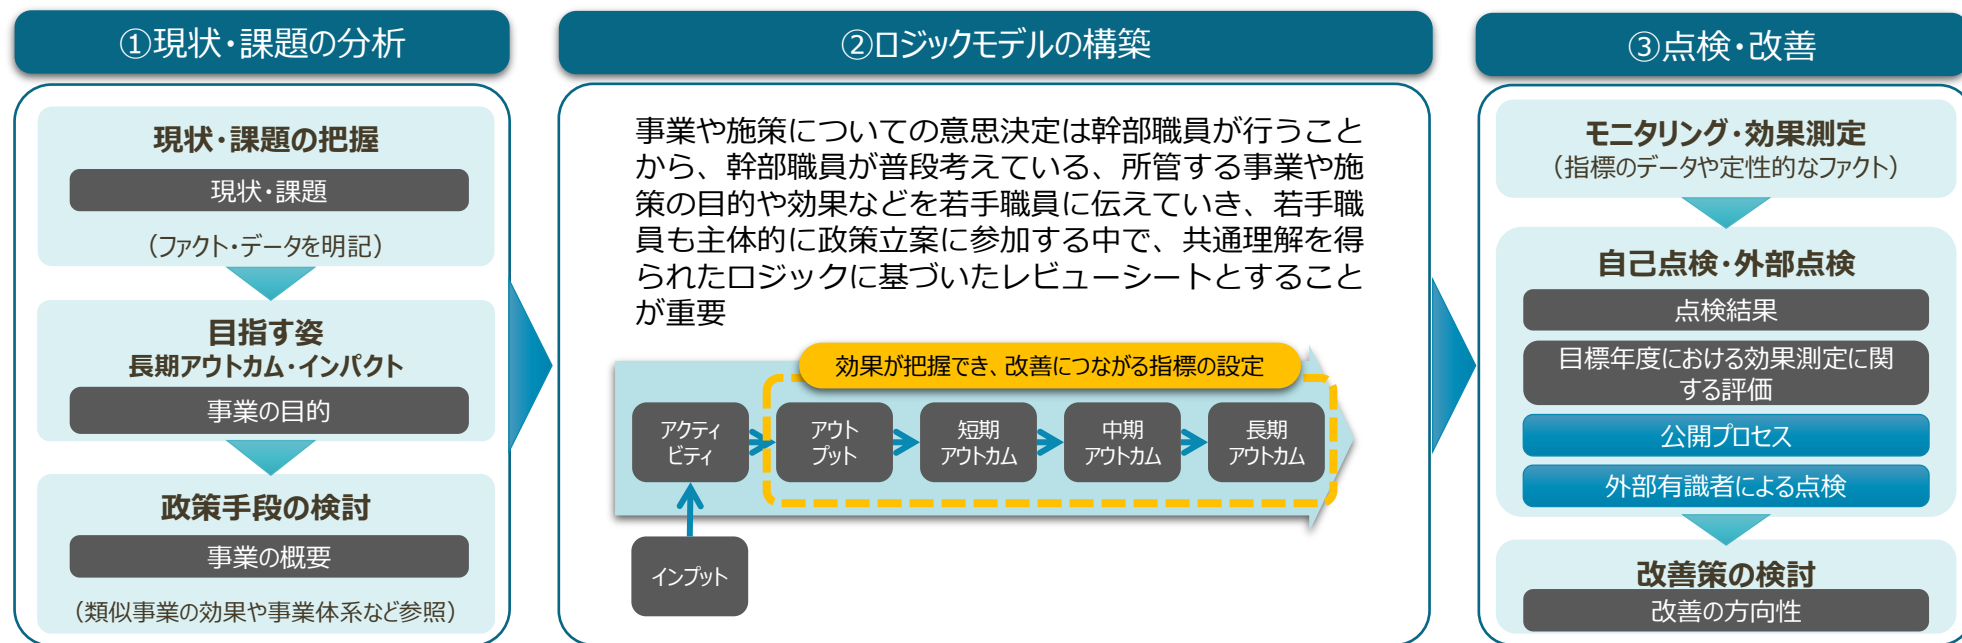 ①現状・課題の分析
現状・課題の把握
現状・課題
（ファクト・データを明記）
目指す姿
長期アウトカム・インパクト
事業の目的
政策手段の検討
事業の概要
（類似事業の効果や事業体系など参照）
②ロジックモデルの構築
事業や施策についての意思決定は幹部職員が行うこと
から、幹部職員が普段考えている、所管する事業や施
策の目的や効果などを若手職員に伝えていき、若手職
員も主体的に政策立案に参加する中で、共通理解を得
られたロジックに基づいたレビューシートとすること
が重要
効果が把握でき、改善につながる指標の設定
アクティ
ビティ
アウト
プット
短期
アウトカム
中期
アウトカム
長期
アウトカム
インプット
③点検・改善
モニタリング・効果測定
（指標のデータや定性的なファクト）
自己点検・外部点検
点検結果
目標年度における効果測定に関
する評価
公開プロセス
外部有識者による点検
改善策の検討
改善の方向性